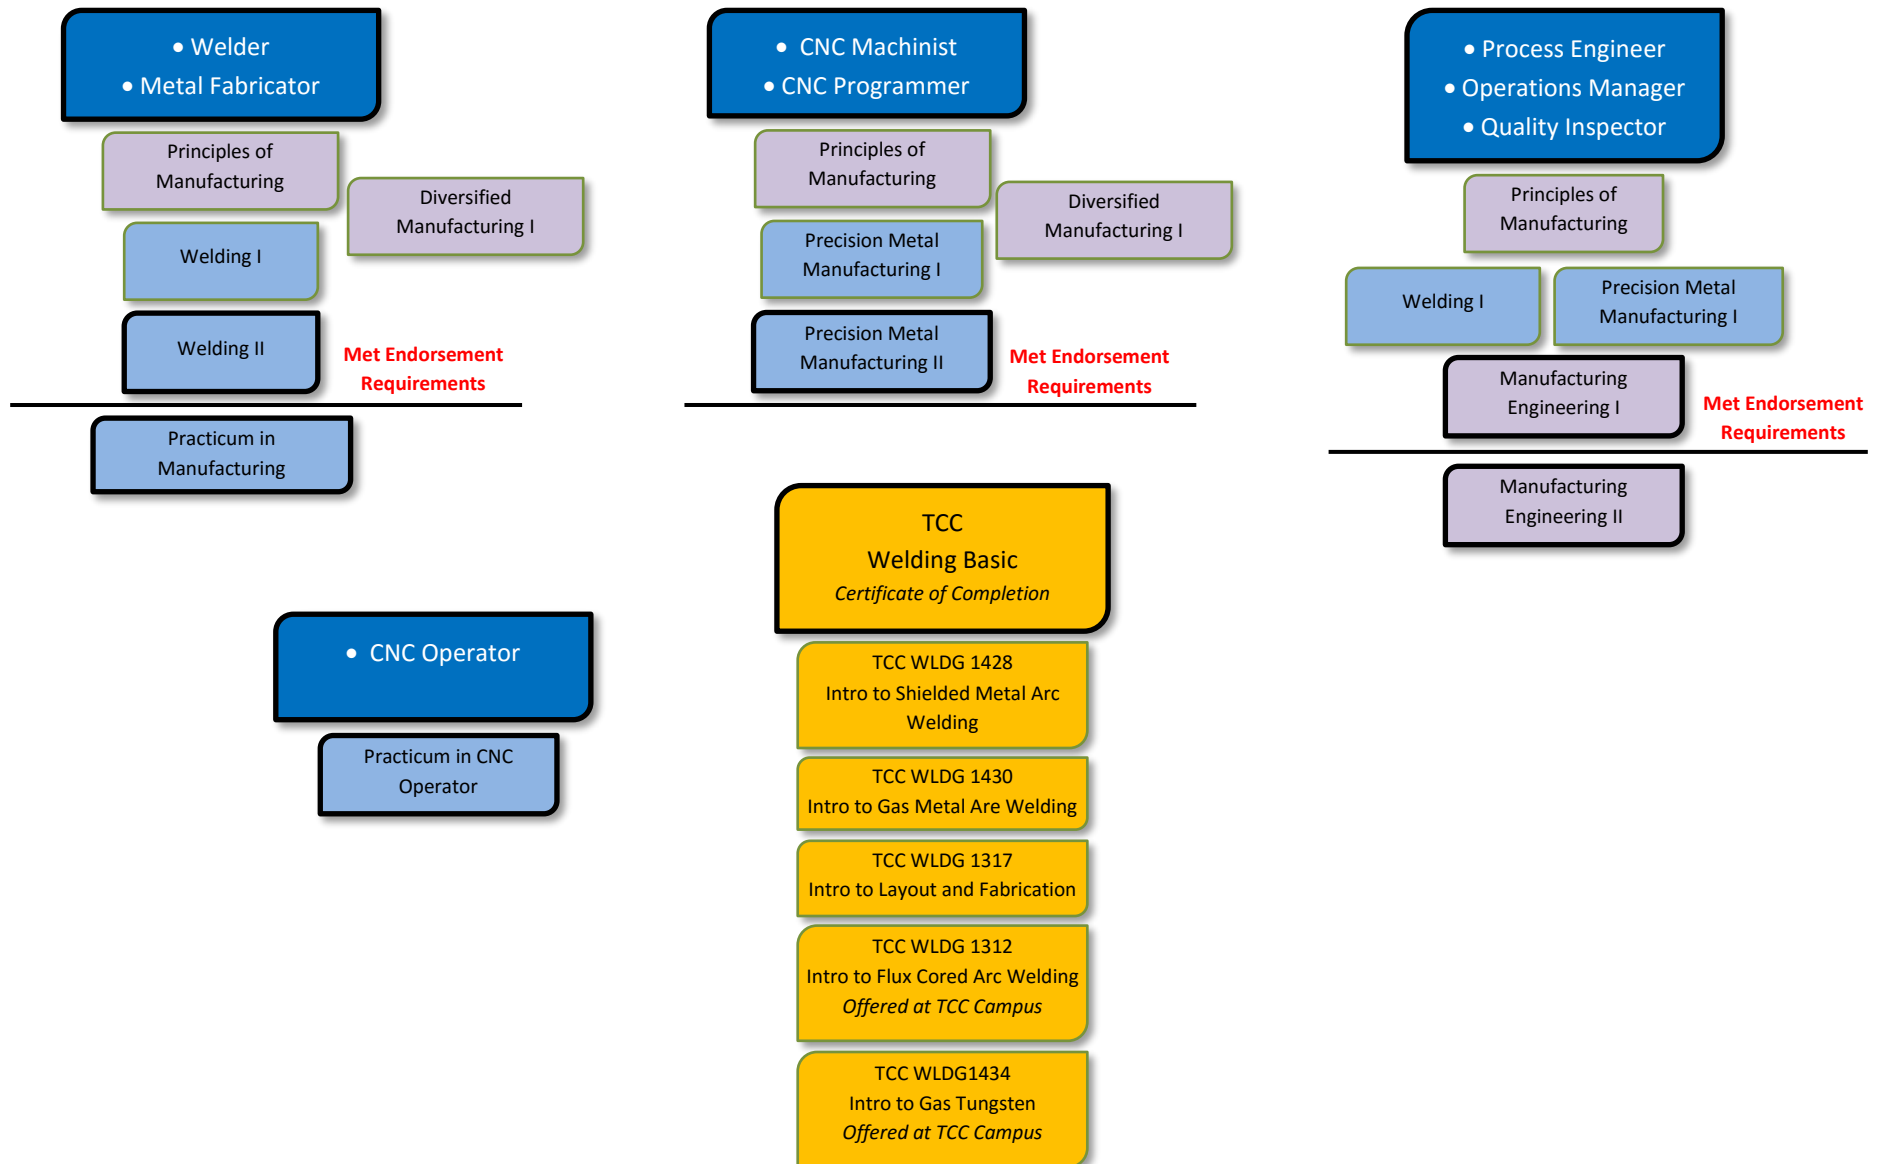 • Welder
• Metal Fabricator
Principles of
Manufacturing
Diversified
Manufacturing I
Welding I
Welding II
Met Endorsement
Requirements
Practicum in
Manufacturing
• CNC Machinist
• CNC Programmer
Principles of
Manufacturing
Diversified
Manufacturing I
Precision Metal
Manufacturing I
Precision Metal
Manufacturing II
Met Endorsement
Requirements
• Process Engineer
• Operations Manager
• Quality Inspector
Principles of
Manufacturing
Welding I
Precision Metal
Manufacturing I
Manufacturing
Engineering I
Met Endorsement
Requirements
Manufacturing
Engineering II
• CNC Operator
Practicum in CNC
Operator
TCC
Welding Basic
Certificate of Completion
TCC WLDG 1428
Intro to Shielded Metal Arc
Welding
TCC WLDG 1430
Intro to Gas Metal Are Welding
TCC WLDG 1317
Intro to Layout and Fabrication
TCC WLDG 1312
Intro to Flux Cored Arc Welding
Offered at TCC Campus
TCC WLDG1434
Intro to Gas Tungsten
Offered at TCC Campus